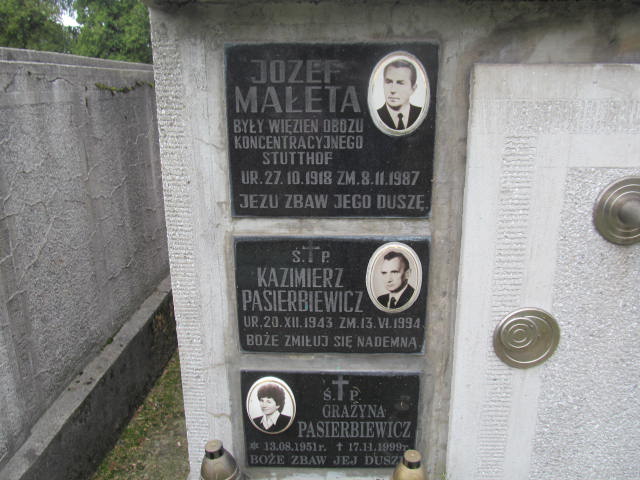 JÓZEF
MAŁETA
BYŁY WIĘZIEŃ OBOZU
KONCENTRACYJNEGO
STUTTHOF
UR. 27.10.1918 ZM. 8.11.1987
JEZU ZBAW JEGO DUSZĘ
Ś.†P.
KAZIMIERZ
PASIERBIEWICZ
UR. 20.XII.1943 ZM. 13.VI.1994
BOŻE ZMIŁUJ SIĘ NADEMNĄ
Ś.†P.
GRAŻYNA
PASIERBIEWICZ
* 13.08.1951r. † 17.11.1999r.
BOŻE ZBAW JEJ DUSZĘ